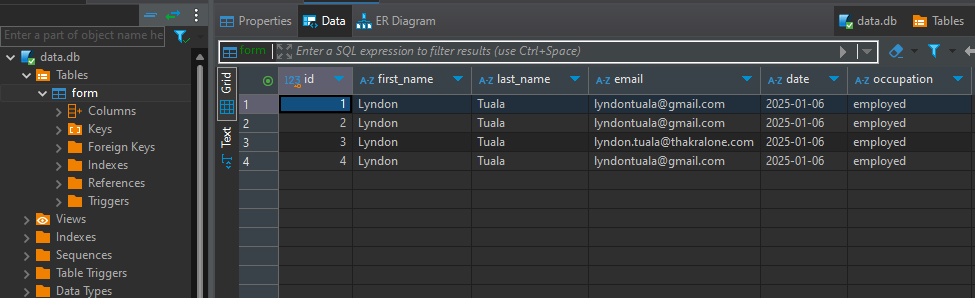 Properties Data ER Diagram data.db Tables
Enter a part of object name he
form Enter a SQL expression to filter results (use Ctrl+Space)
data.db
Tables
form
Columns
Keys
Foreign Keys
Indexes
References
Triggers
Views
Indexes
Sequences
Table Triggers
Data Types
Grid
Text
123 id A-Z first_name A-Z last_name A-Z email A-Z date A-Z occupation
1 1 Lyndon Tuala lyndontuala@gmail.com 2025-01-06 employed
2 2 Lyndon Tuala lyndontuala@gmail.com 2025-01-06 employed
3 3 Lyndon Tuala lyndon.tuala@thakralone.com 2025-01-06 employed
4 4 Lyndon Tuala lyndontuala@gmail.com 2025-01-06 employed